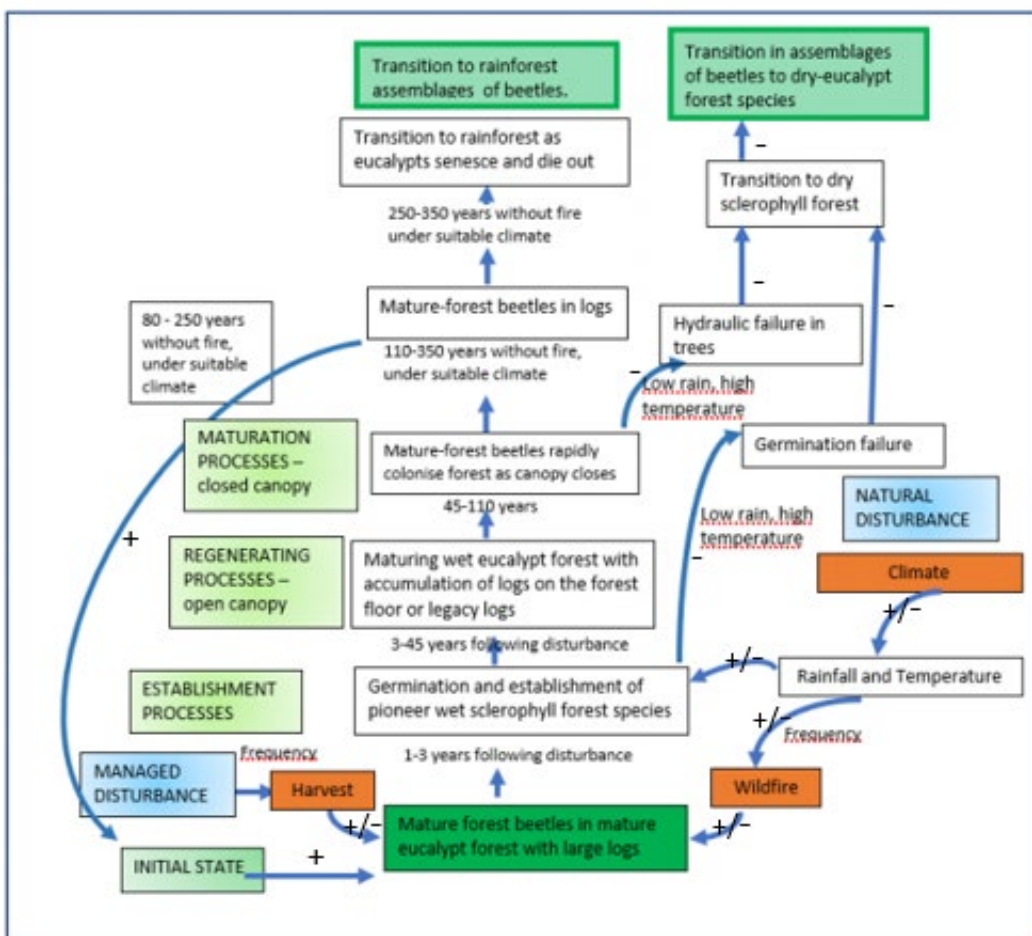 Transition to rainforest
assemblages of beetles.
Transition in assemblages
of beetles to dry-eucalypt
forest species
Transition to rainforest as
eucalypts senesce and die out
–
Transition to dry
sclerophyll forest
250-350 years without fire
under suitable climate
–
–
Mature-forest beetles in logs
80 - 250 years
without fire,
under suitable
climate
Hydraulic failure in
trees
110-350 years without fire,
under suitable climate
–
Low rain, high
temperature
MATURATION
PROCESSES –
closed canopy
Mature-forest beetles rapidly
colonise forest as canopy closes
Germination failure
45-110 years
NATURAL
DISTURBANCE
Low rain, high
temperature
–
+
REGENERATING
PROCESSES –
open canopy
Maturing wet eucalypt forest with
accumulation of logs on the forest
floor or legacy logs
Climate
+/–
3-45 years following disturbance
+/–
Rainfall and Temperature
ESTABLISHMENT
PROCESSES
Germination and establishment of
pioneer wet sclerophyll forest species
+/–
Frequency
1-3 years following disturbance
Frequency
MANAGED
DISTURBANCE
Harvest
Wildfire
+/–
+/–
Mature forest beetles in mature
eucalypt forest with large logs
INITIAL STATE
+